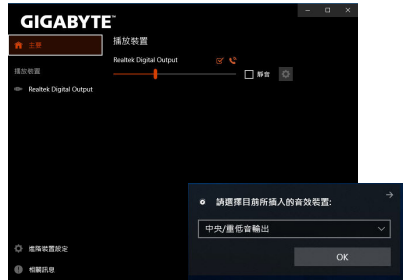 GIGABYTE™
主要
播放裝置
Realtek Digital Output
靜音
播放裝置
Realtek Digital Output
進階裝置設定
相關訊息
請選擇目前所插入的音效裝置:
中央/重低音輸出
OK